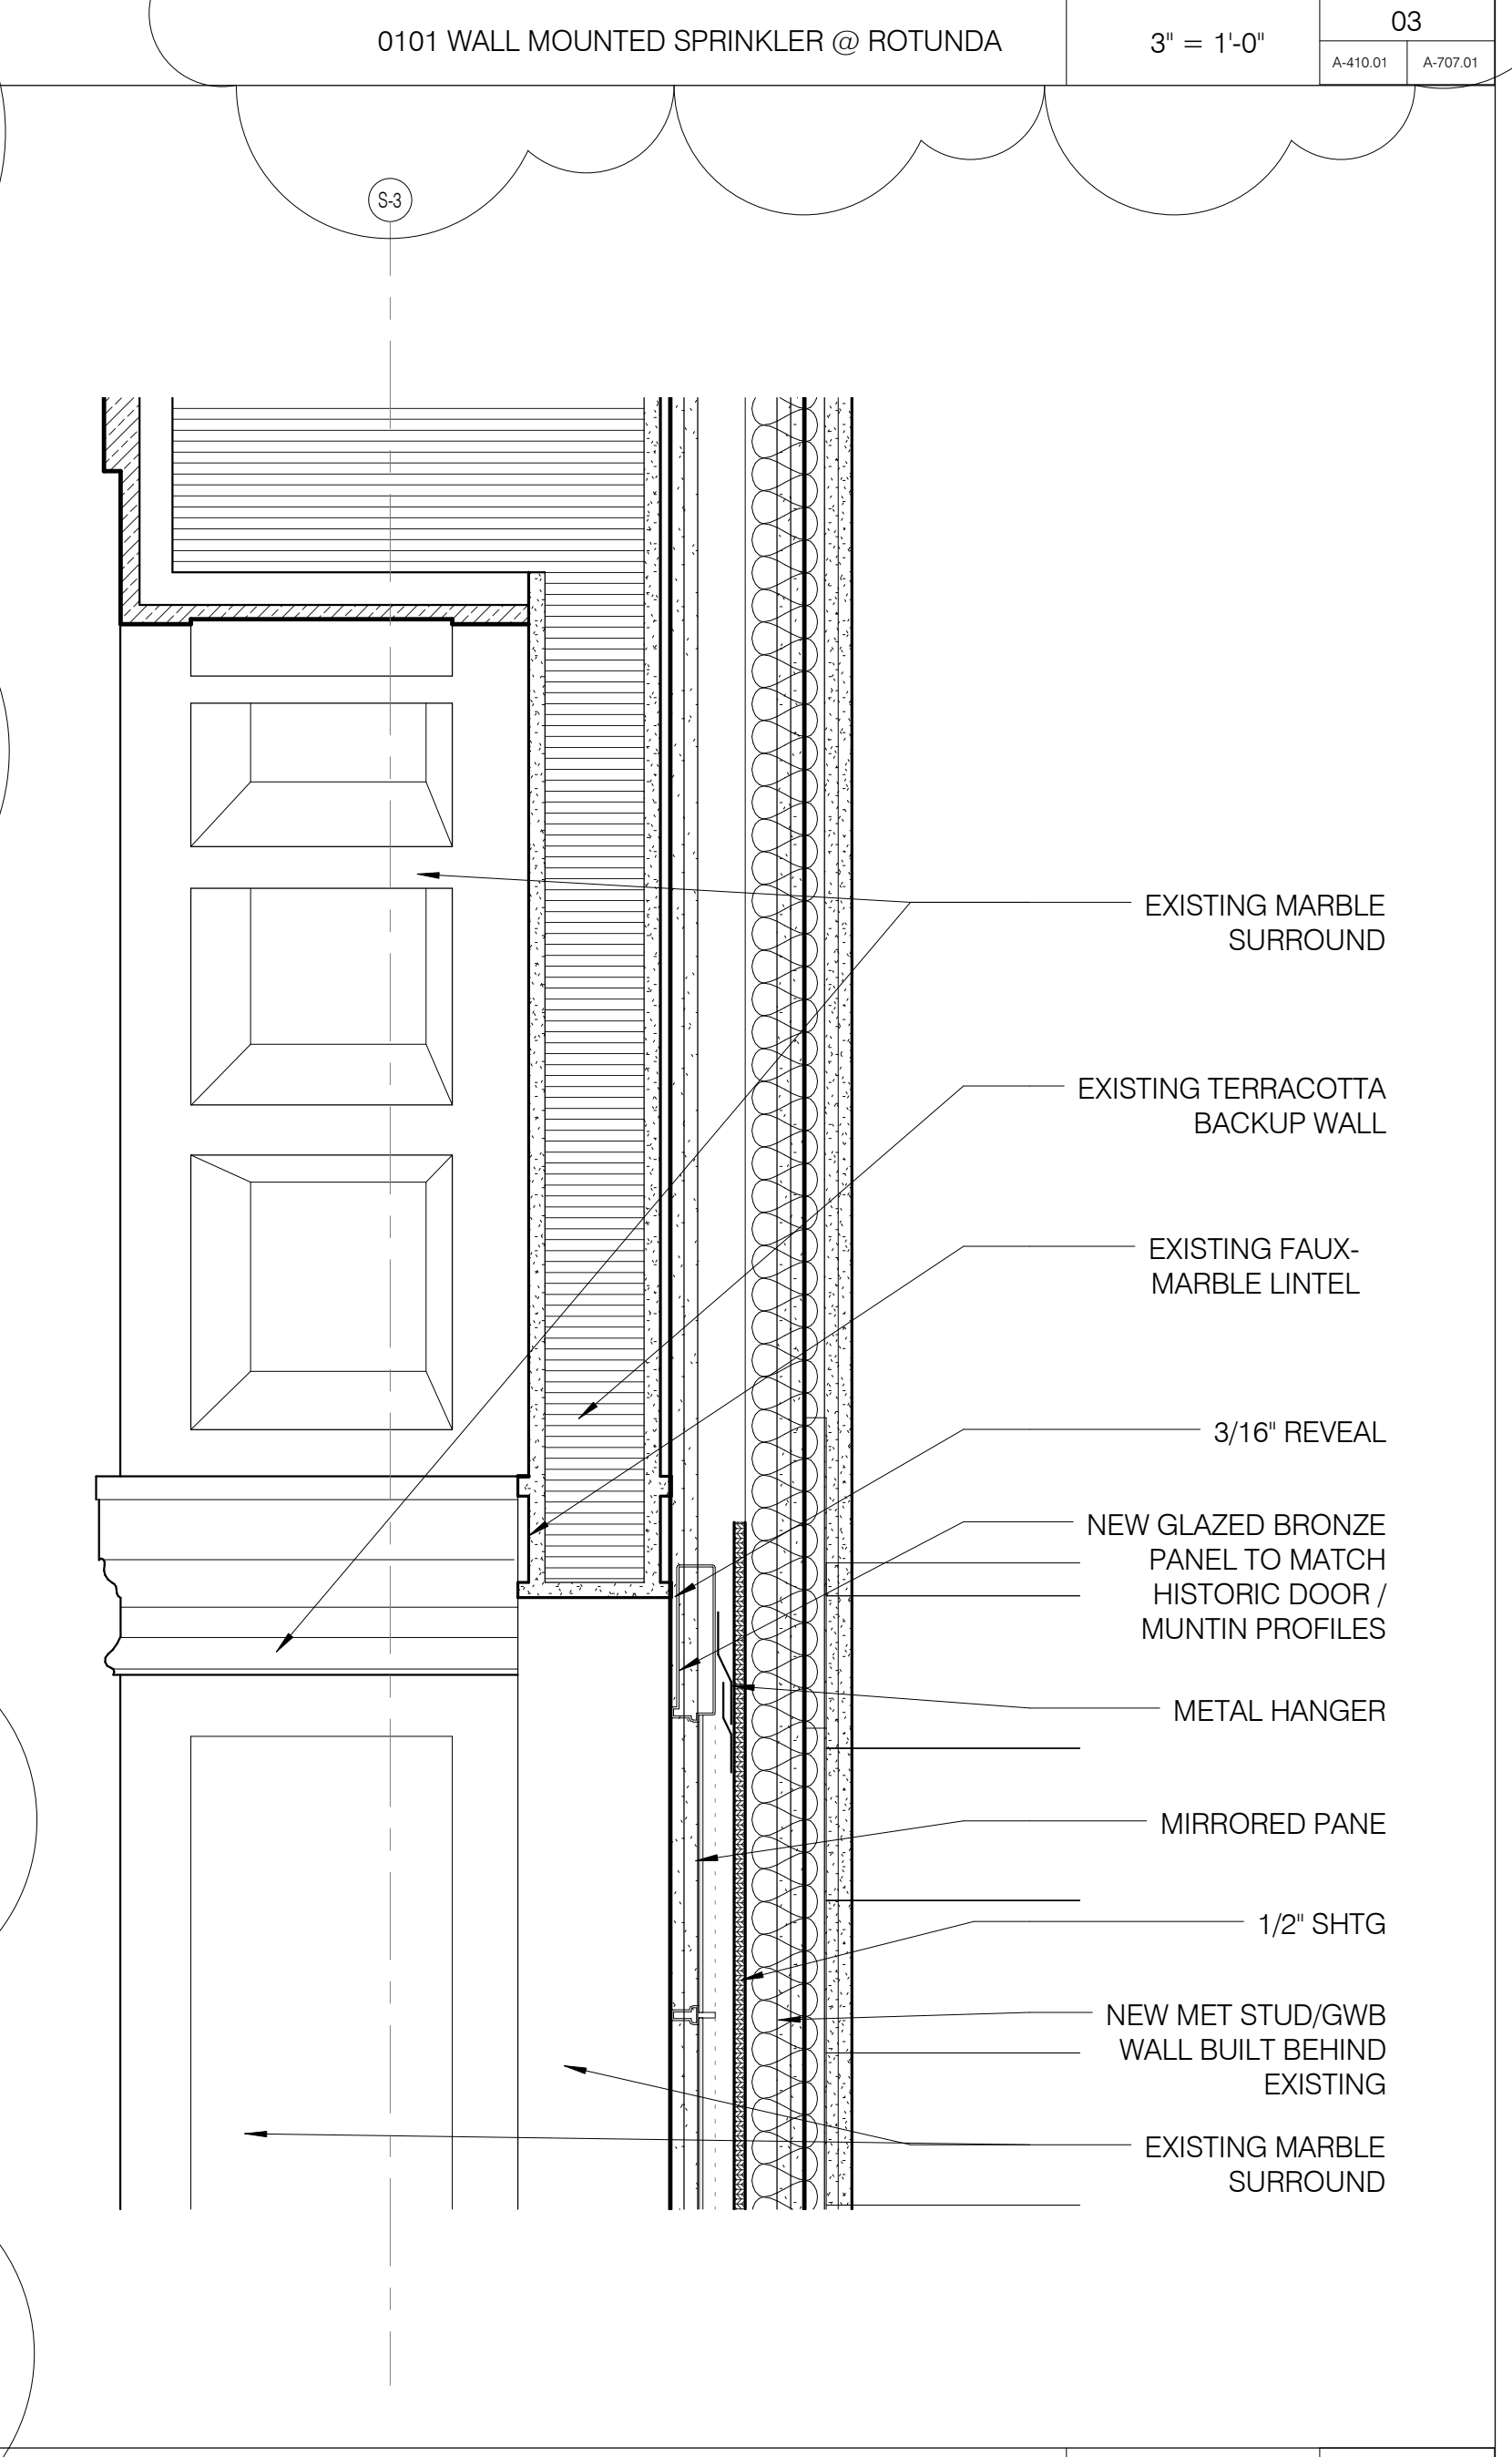 0101 WALL MOUNTED SPRINKLER @ ROTUNDA
3" = 1'-0"
03
A-410.01
A-707.01
S-3
EXISTING MARBLE
SURROUND
EXISTING TERRACOTTA
BACKUP WALL
EXISTING FAUX-
MARBLE LINTEL
3/16" REVEAL
NEW GLAZED BRONZE
PANEL TO MATCH
HISTORIC DOOR /
MUNTIN PROFILES
METAL HANGER
MIRRORED PANE
1/2" SHTG
NEW MET STUD/GWB
WALL BUILT BEHIND
EXISTING
EXISTING MARBLE
SURROUND